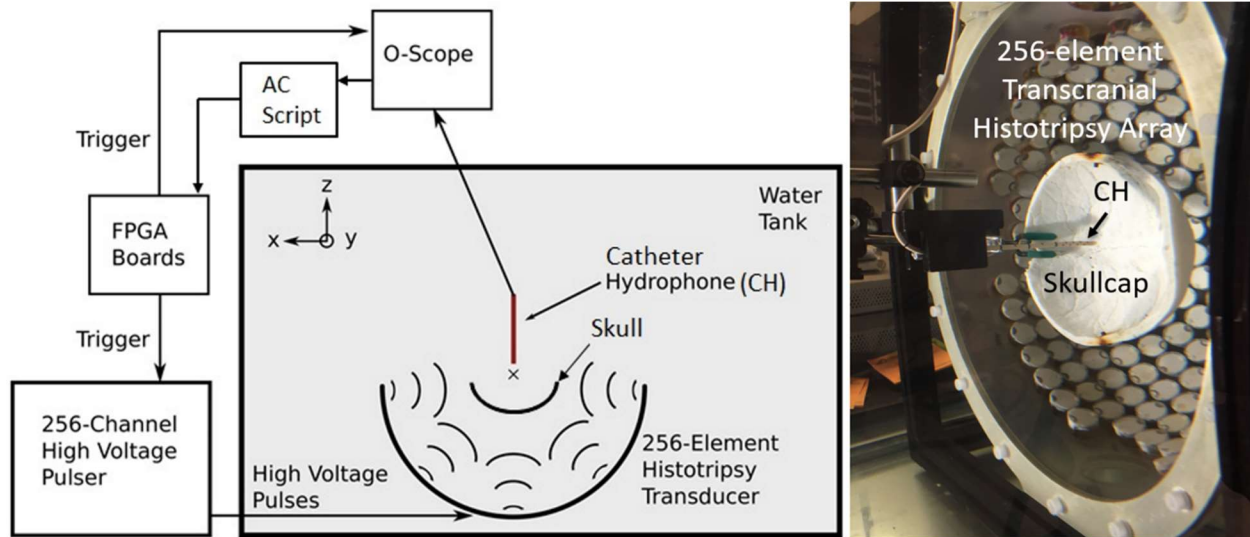 O-Scope
AC
Script
Trigger
FPGA
Boards
Trigger
256-Channel
High Voltage
Pulser
High Voltage
Pulses
z
x
y
Water
Tank
Catheter
Hydrophone (CH)
Skull
×
256-Element
Histotripsy
Transducer
256-element
Transcranial
Histotripsy Array
CH
Skullcap